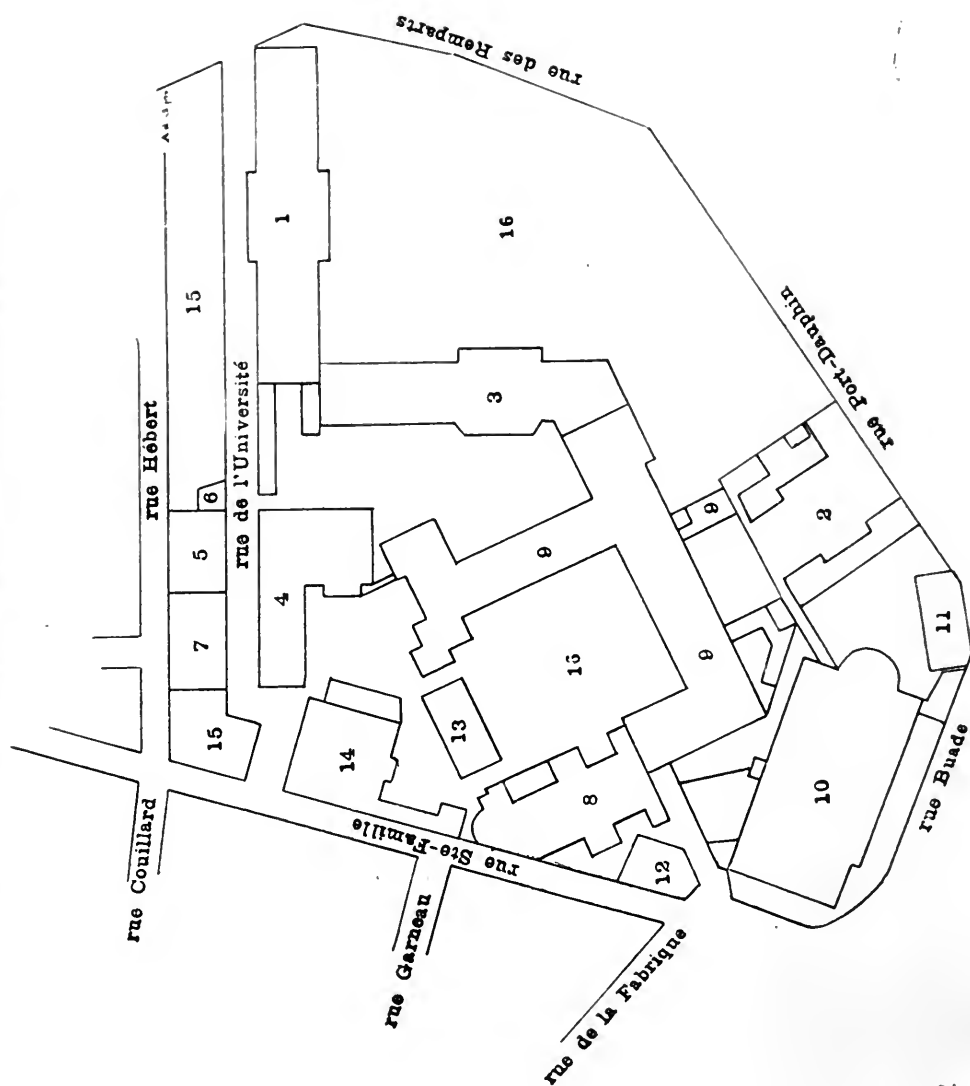 rue des Remparts
rue Hébert
15
1
16
rue de l'Université
6
5
3
7
4
rue Port-Dauphin
9
9
2
15
16
9
13
11
14
rue Couillard
8
10
rue Ste-Famille
rue Buade
12
rue Garneau
rue de la Fabrique